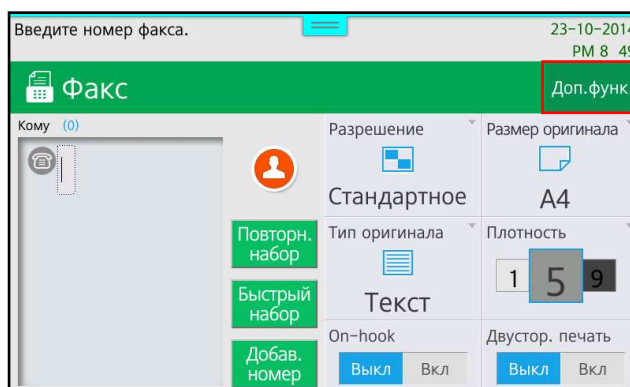 Введите номер факса.
23-10-2014
PM 8 49
Факс
Доп.функ
Кому (0)
Повторн.
набор
Быстрый
набор
Добав.
номер
Разрешение
Стандартное
Размер оригинала
A4
Тип оригинала
Текст
Плотность
1 5 9
On-hook
Выкл Вкл
Двустор. печать
Выкл Вкл